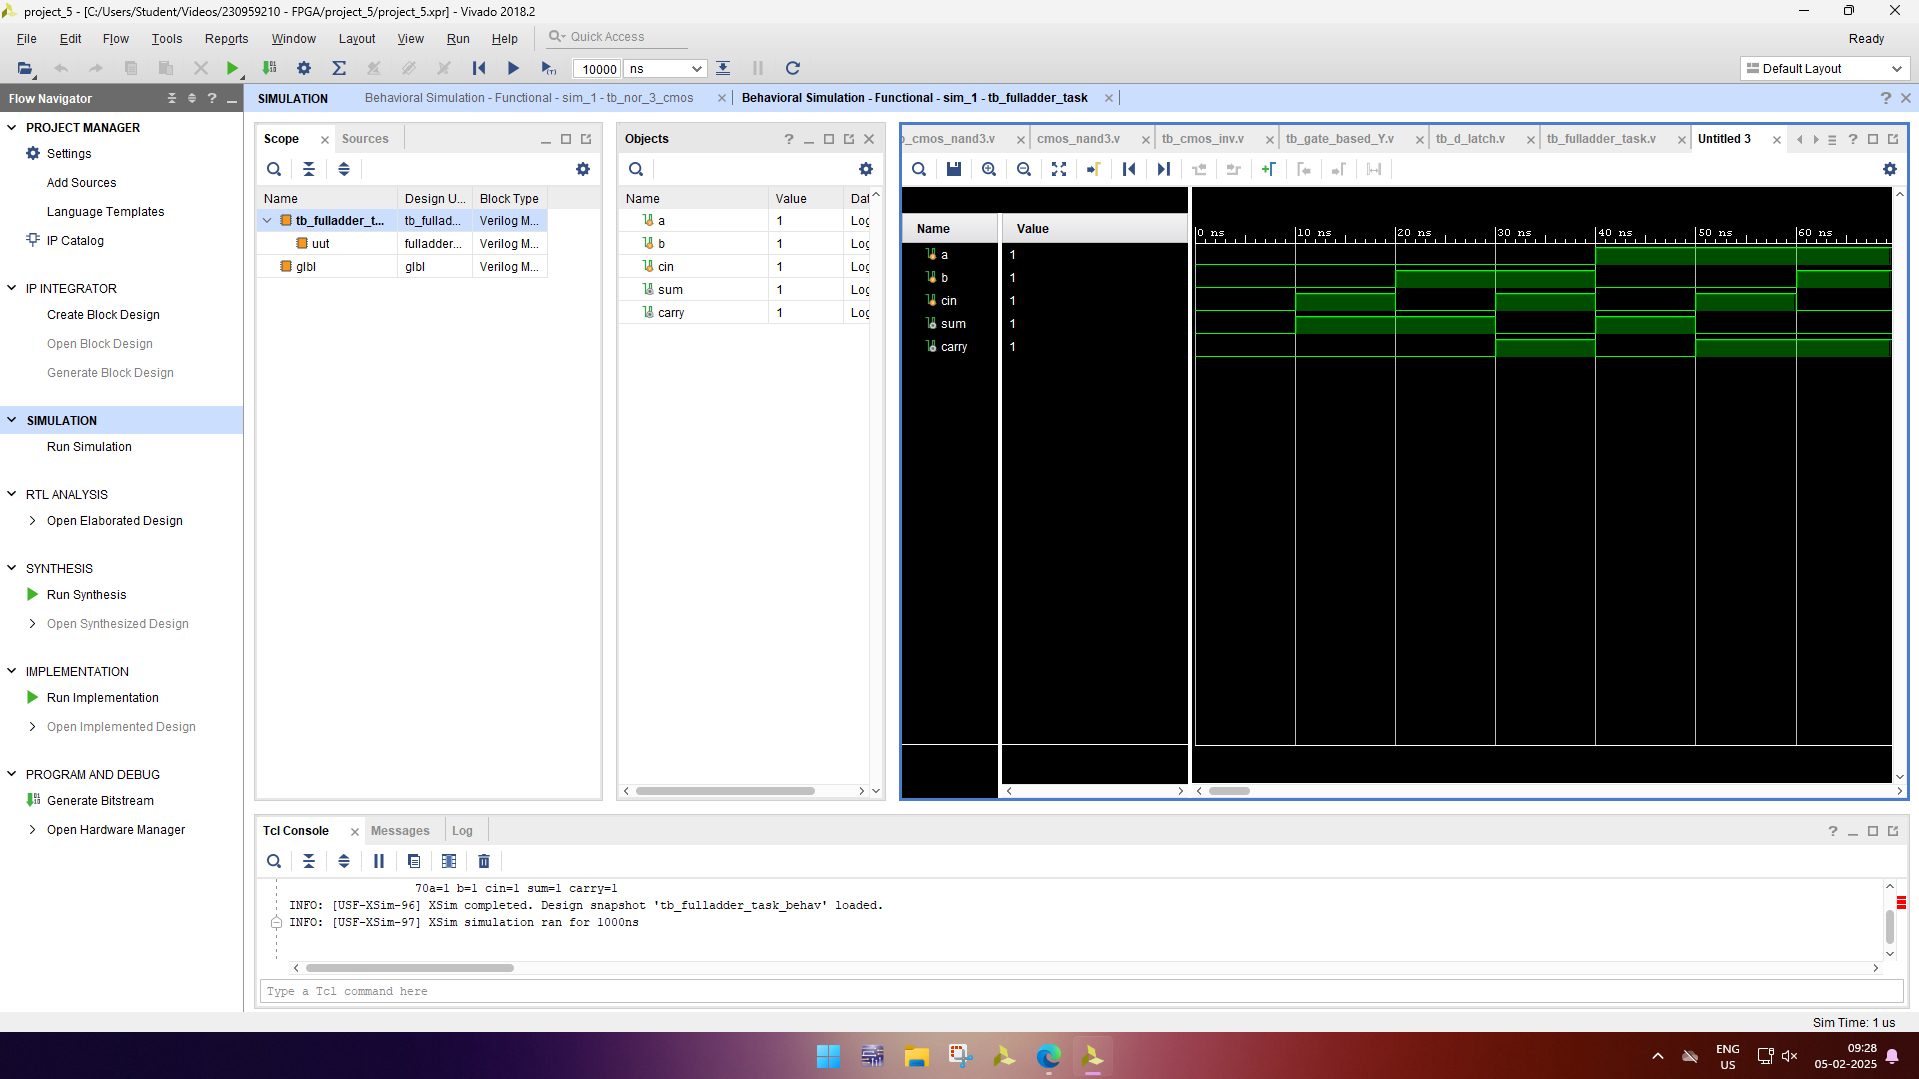 project_5 - [C:/Users/Student/Videos/230959210 - FPGA/project_5/project_5.xpr] - Vivado 2018.2
File Edit Flow Tools Reports Window Layout View Run Help Quick Access Ready
10000 ns Default Layout
Flow Navigator
SIMULATION Behavioral Simulation - Functional - sim_1 - tb_nor_3_cmos Behavioral Simulation - Functional - sim_1 - tb_fulladder_task
PROJECT MANAGER
Settings
Add Sources
Language Templates
IP Catalog
IP INTEGRATOR
Create Block Design
Open Block Design
Generate Block Design
SIMULATION
Run Simulation
RTL ANALYSIS
Open Elaborated Design
SYNTHESIS
Run Synthesis
Open Synthesized Design
IMPLEMENTATION
Run Implementation
Open Implemented Design
PROGRAM AND DEBUG
Generate Bitstream
Open Hardware Manager
Scope Sources
Name Design U... Block Type
tb_fulladder_t... tb_fullad... Verilog M...
uut fulladder... Verilog M...
glbl glbl Verilog M...
Objects
Name Value Dat
a 1 Log
b 1 Log
cin 1 Log
sum 1 Log
carry 1 Log
b_cmos_nand3.v cmos_nand3.v tb_cmos_inv.v tb_gate_based_Y.v tb_d_latch.v tb_fulladder_task.v Untitled 3
Name Value
0 ns 10 ns 20 ns 30 ns 40 ns 50 ns 60 ns
a 1
b 1
cin 1
sum 1
carry 1
Tcl Console Messages Log
70a=1 b=1 cin=1 sum=1 carry=1
INFO: [USF-XSim-96] XSim completed. Design snapshot 'tb_fulladder_task_behav' loaded.
INFO: [USF-XSim-97] XSim simulation ran for 1000ns
Type a Tcl command here
Sim Time: 1 us
ENG
US
09:28
05-02-2025